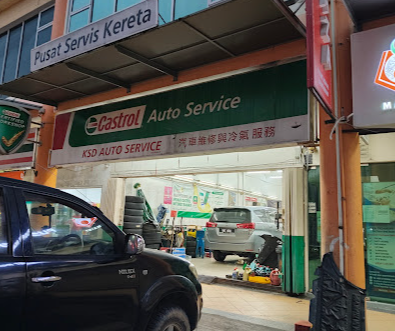 Pusat Servis Kereta
Castrol Auto Service
KSD AUTO SERVICE 汽車維修與冷氣服務
HILUX